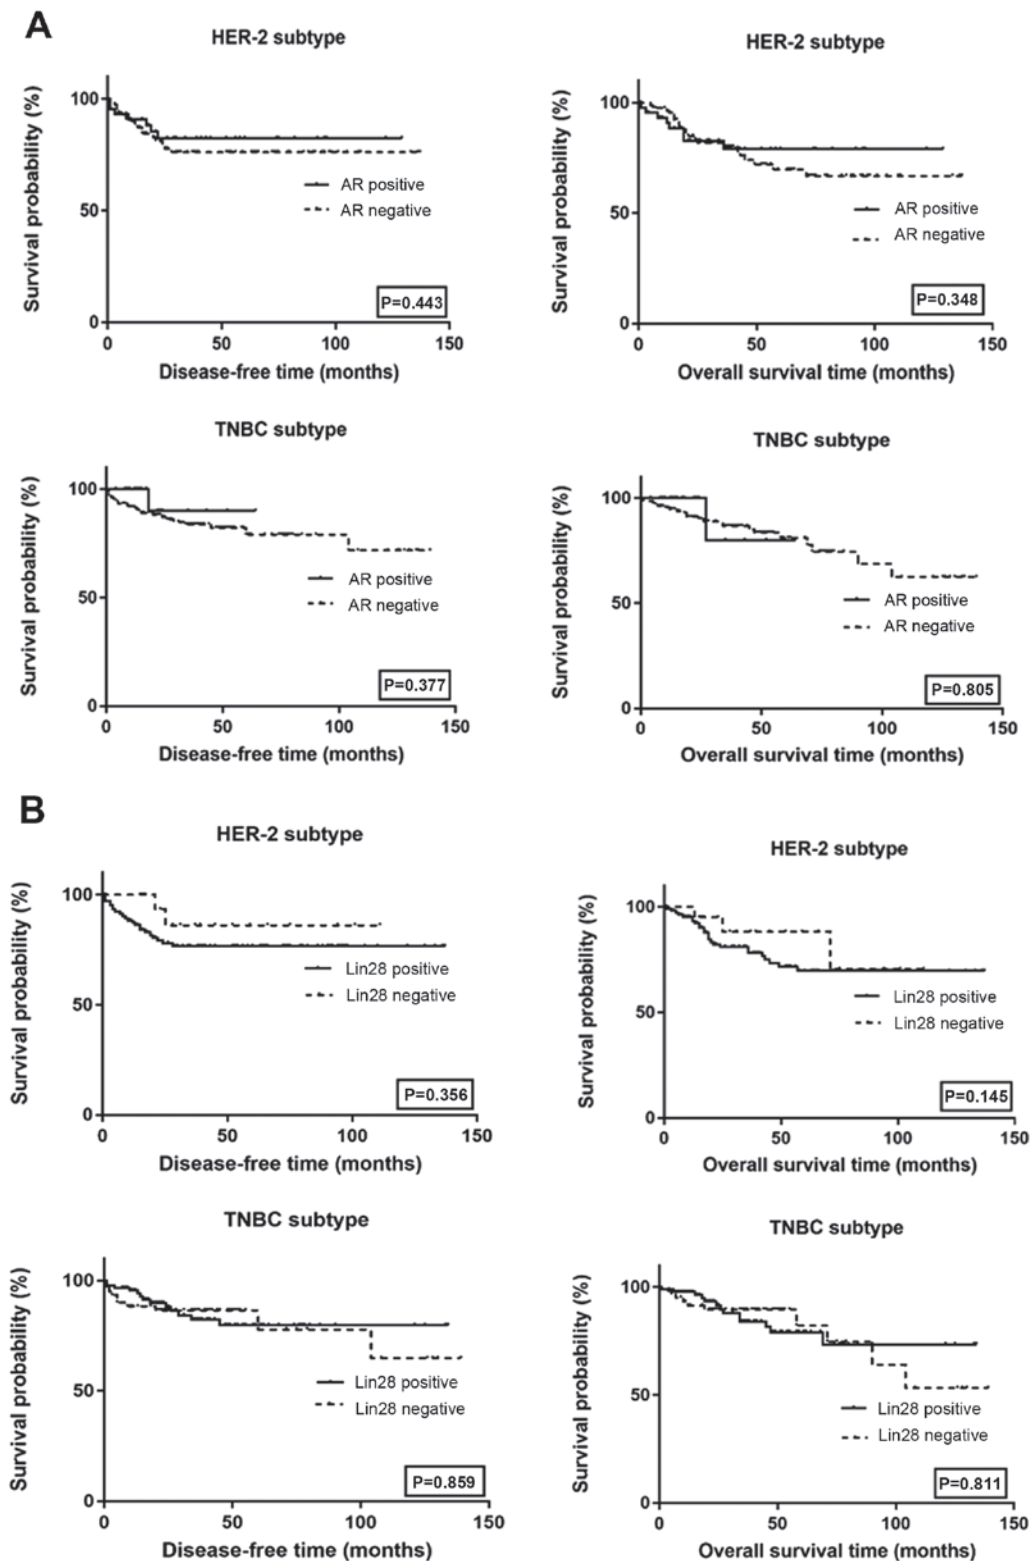 A
HER-2 subtype
Survival probability (%)
100
50
0
0 50 100 150
AR positive
AR negative
P=0.443
Disease-free time (months)
HER-2 subtype
Survival probability (%)
100
50
0
0 50 100 150
AR positive
AR negative
P=0.348
Overall survival time (months)
TNBC subtype
Survival probability (%)
100
50
0
0 50 100 150
AR positive
AR negative
P=0.377
Disease-free time (months)
TNBC subtype
Survival probability (%)
100
50
0
0 50 100 150
AR positive
AR negative
P=0.805
Overall survival time (months)
B
HER-2 subtype
Survival probability (%)
100
50
0
0 50 100 150
Lin28 positive
Lin28 negative
P=0.356
Disease-free time (months)
HER-2 subtype
Survival probability (%)
100
50
0
0 50 100 150
Lin28 positive
Lin28 negative
P=0.145
Overall survival time (months)
TNBC subtype
Survival probability (%)
100
50
0
0 50 100 150
Lin28 positive
Lin28 negative
P=0.859
Disease-free time (months)
TNBC subtype
Survival probability (%)
100
50
0
0 50 100 150
Lin28 positive
Lin28 negative
P=0.811
Overall survival time (months)